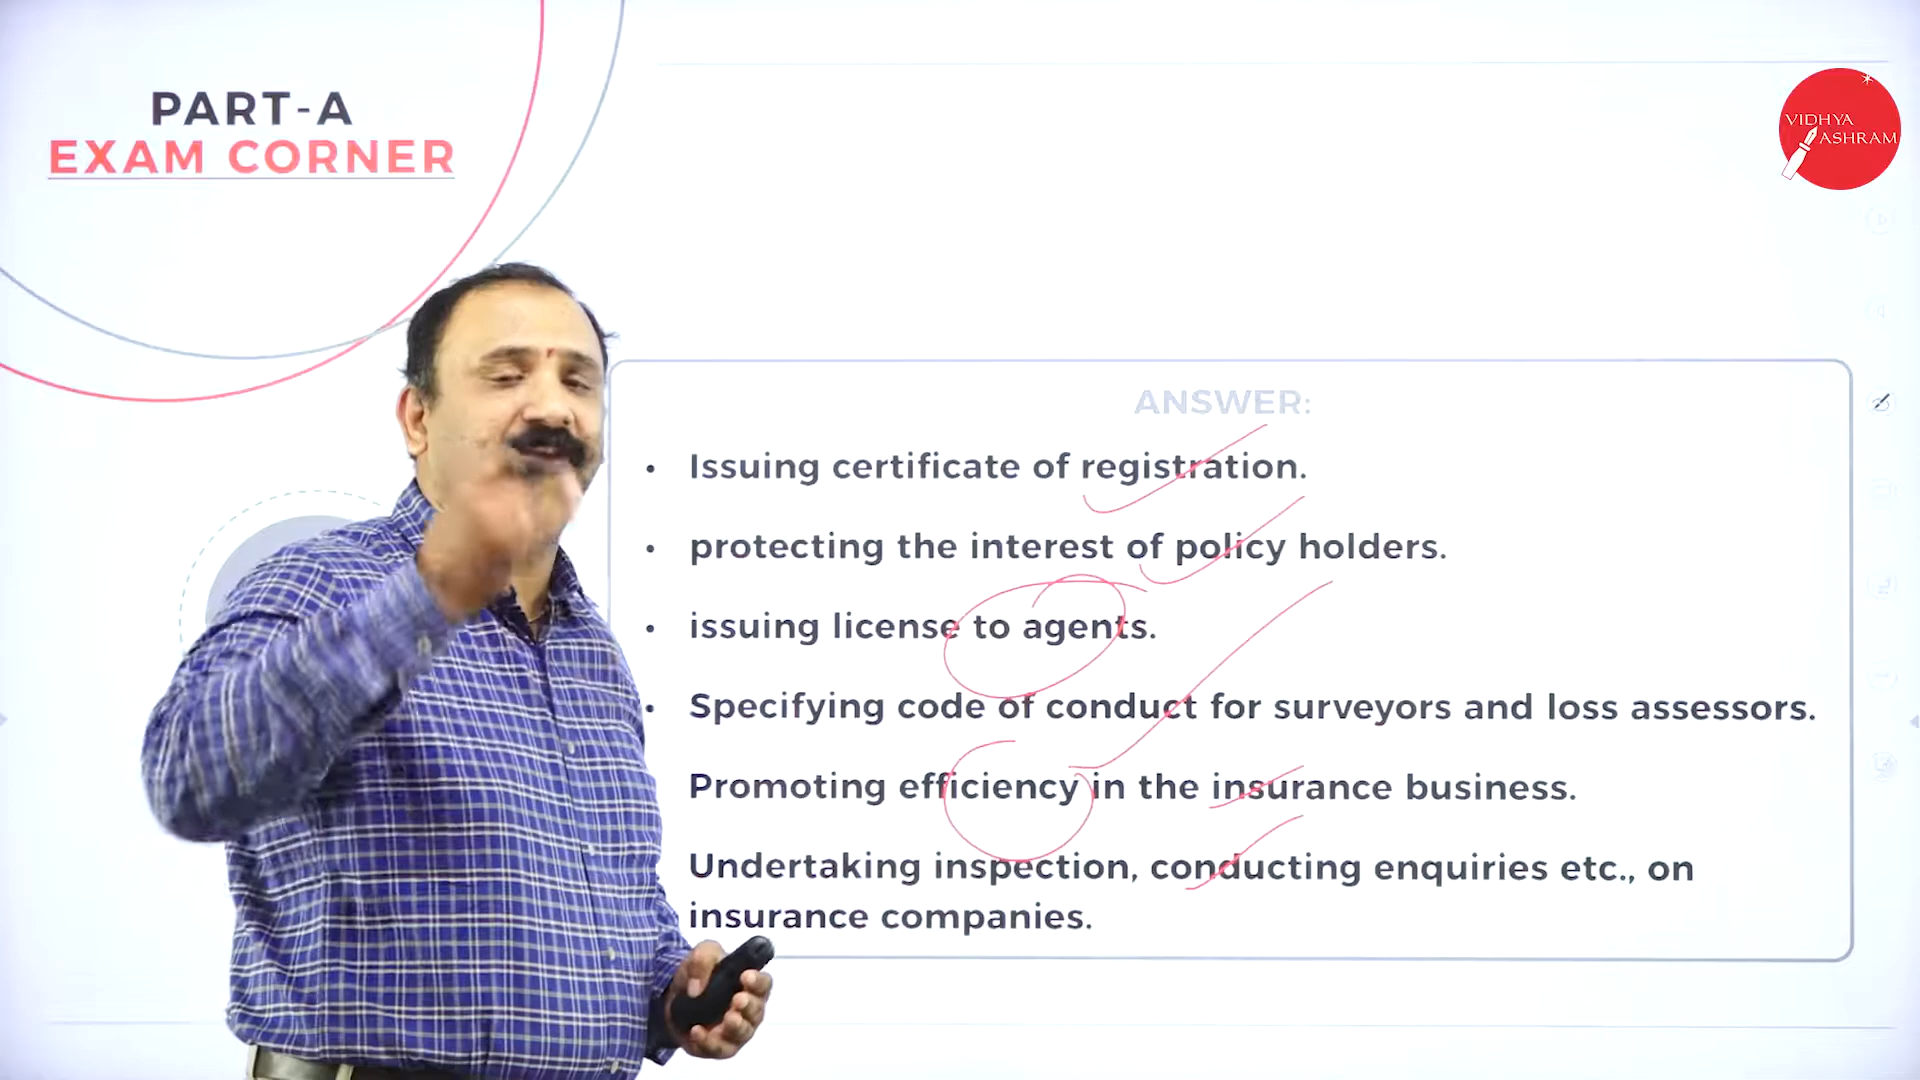 PART-A
EXAM CORNER
VIDHYA
ASHRAM
ANSWER:
• Issuing certificate of registration.
• protecting the interest of policy holders.
• issuing license to agents.
• Specifying code of conduct for surveyors and loss assessors.
Promoting efficiency in the insurance business.
Undertaking inspection, conducting enquiries etc., on
insurance companies.